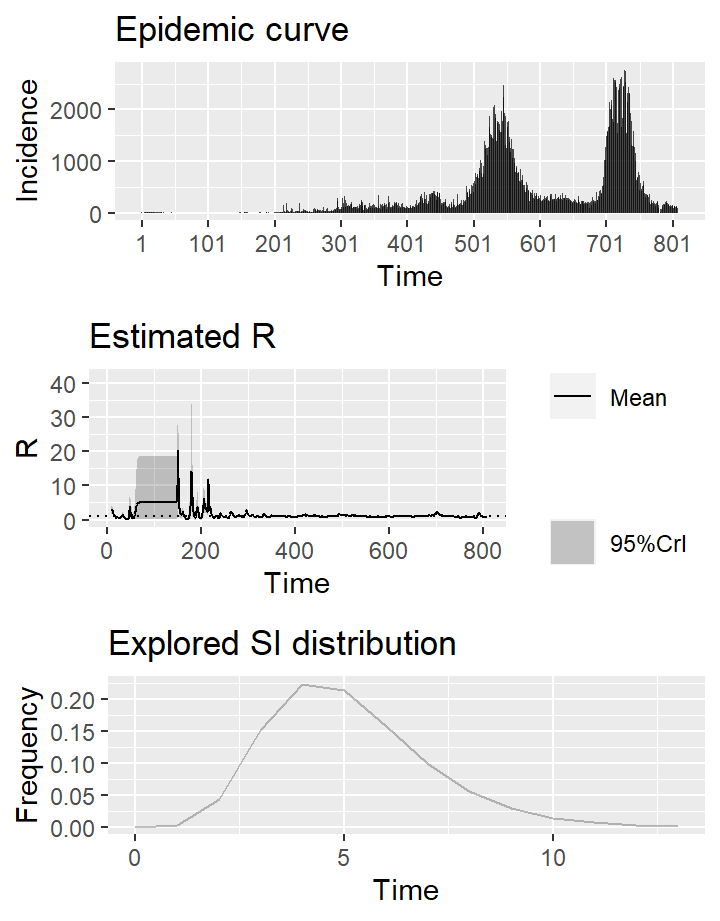 Epidemic curve
Incidence
2000
1000
0
1 101 201 301 401 501 601 701 801
Time
Estimated R
R
40
30
20
10
0
0 200 400 600 800
Time
Mean
95%CrI
Explored SI distribution
Frequency
0.20
0.15
0.10
0.05
0.00
0 5 10
Time